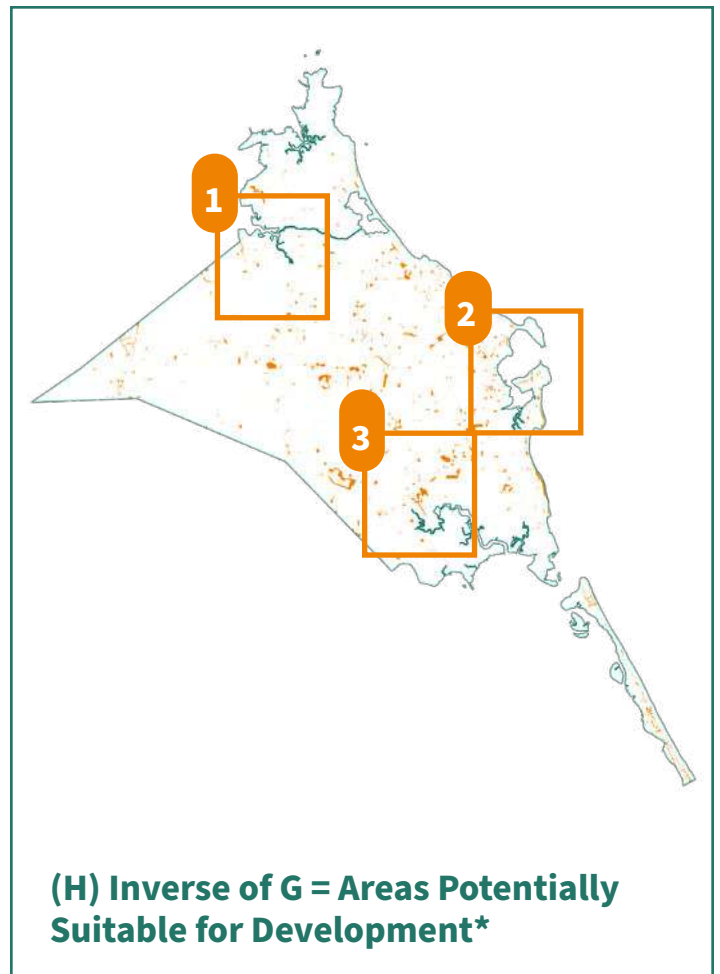 1
2
3
(H) Inverse of G = Areas Potentially
Suitable for Development*